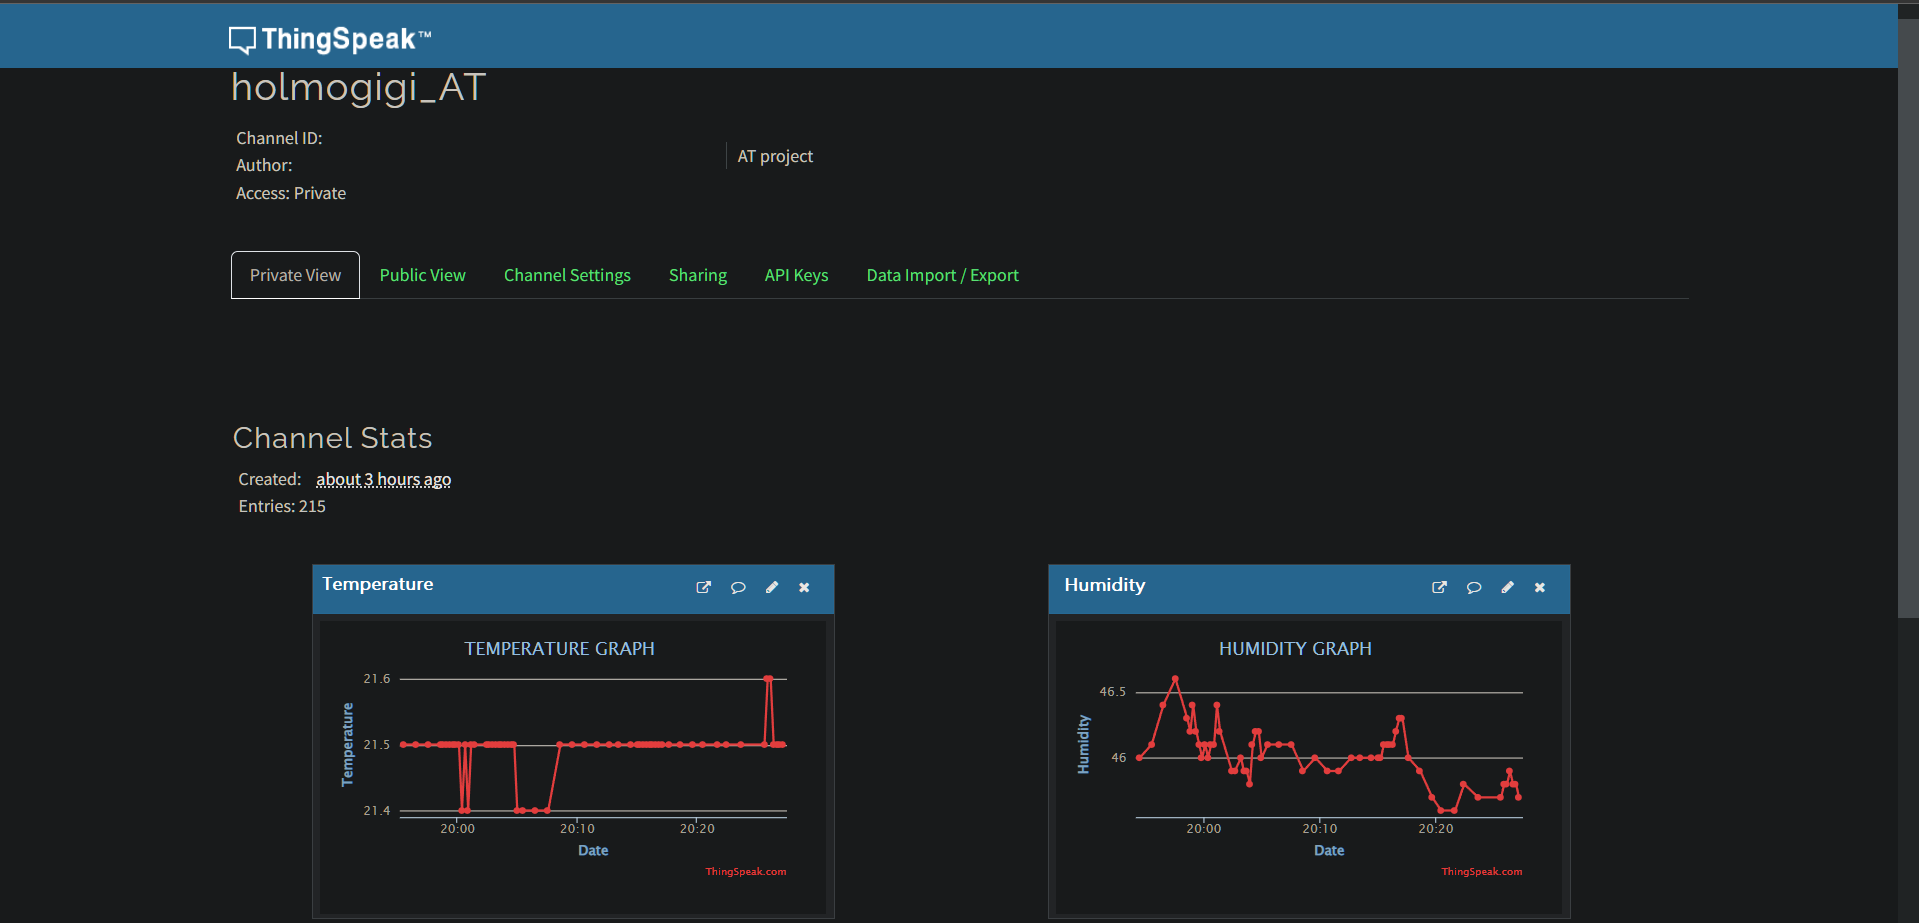 ThingSpeak™
holmogigi_AT
Channel ID:
Author:
Access: Private
AT project
Private View
Public View
Channel Settings
Sharing
API Keys
Data Import / Export
Channel Stats
Created: about 3 hours ago
Entries: 215
Temperature
TEMPERATURE GRAPH
Temperature
21.6
21.5
21.4
20:00
20:10
20:20
Date
ThingSpeak.com
Humidity
HUMIDITY GRAPH
Humidity
46.5
46
20:00
20:10
20:20
Date
ThingSpeak.com